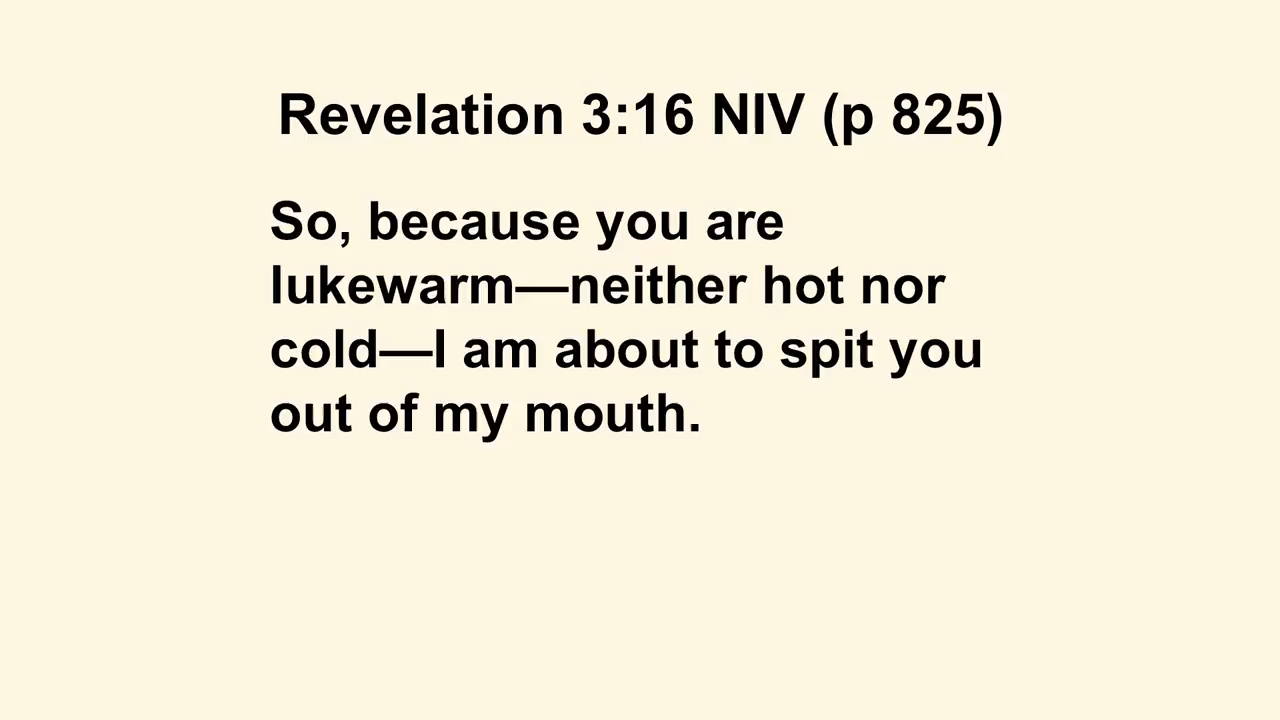 Revelation 3:16 NIV (p 825)
So, because you are
lukewarm—neither hot nor
cold—I am about to spit you
out of my mouth.